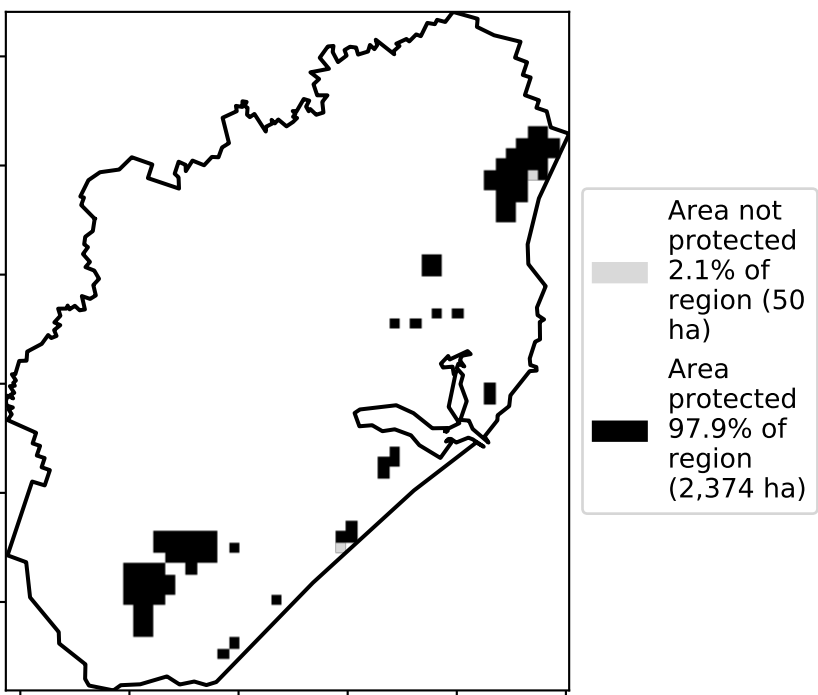 Area not
protected
2.1% of
region (50
ha)
Area
protected
97.9% of
region
(2,374 ha)